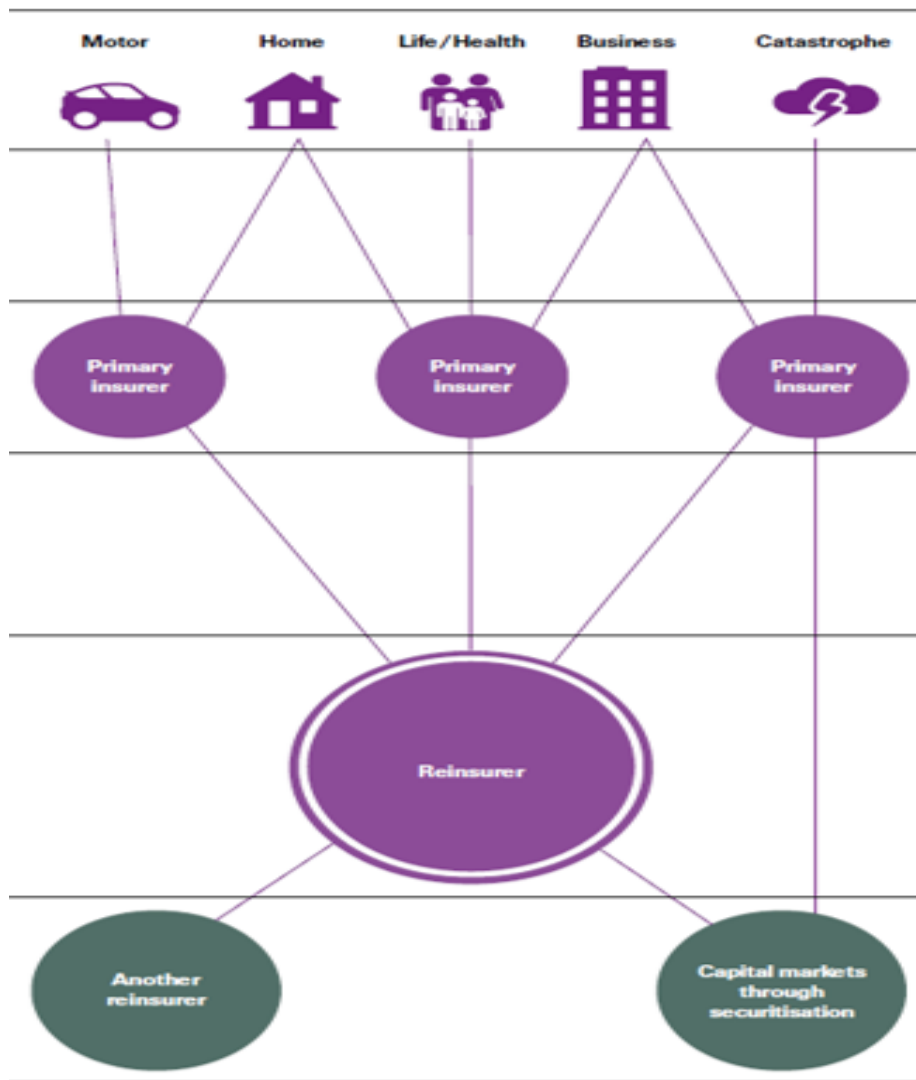 Motor
Home
Life/Health
Business
Catastrophe
Primary
insurer
Primary
insurer
Primary
insurer
Reinsurer
Another
reinsurer
Capital markets
through
securitisation